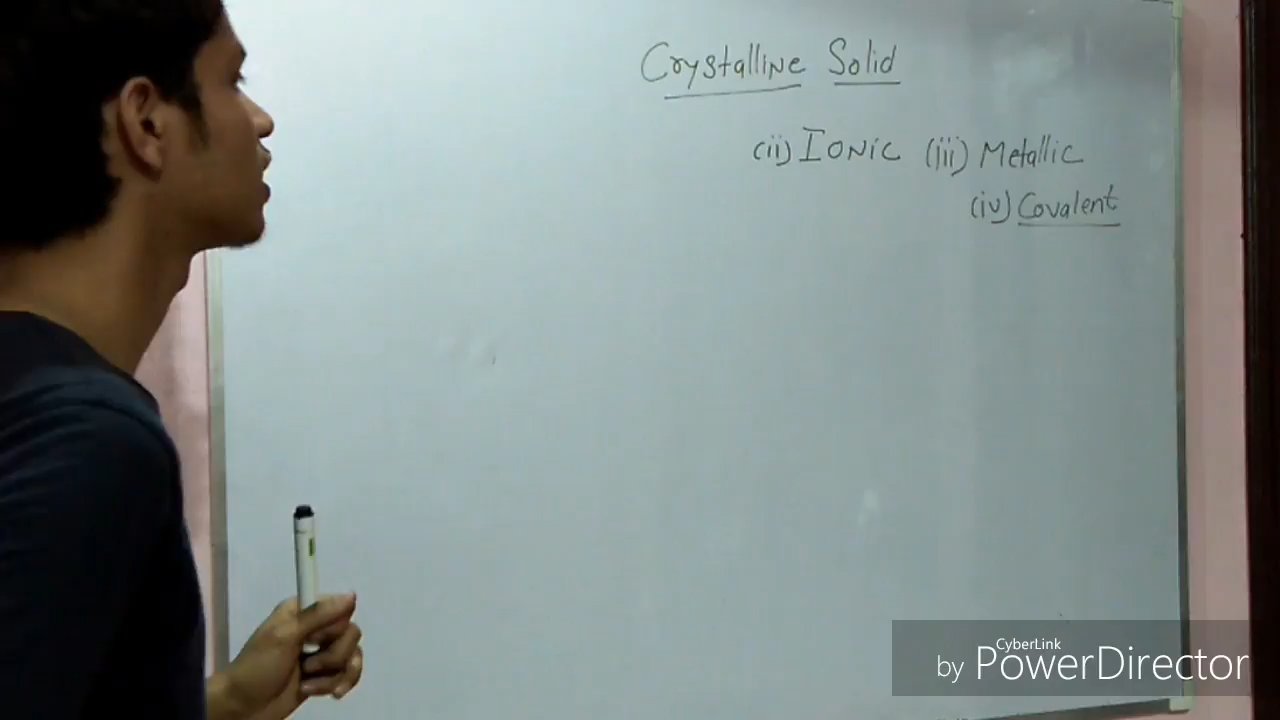 Crystalline Solid
(ii) Ionic (iii) Metallic
(iv) Covalent
CyberLink
by PowerDirector